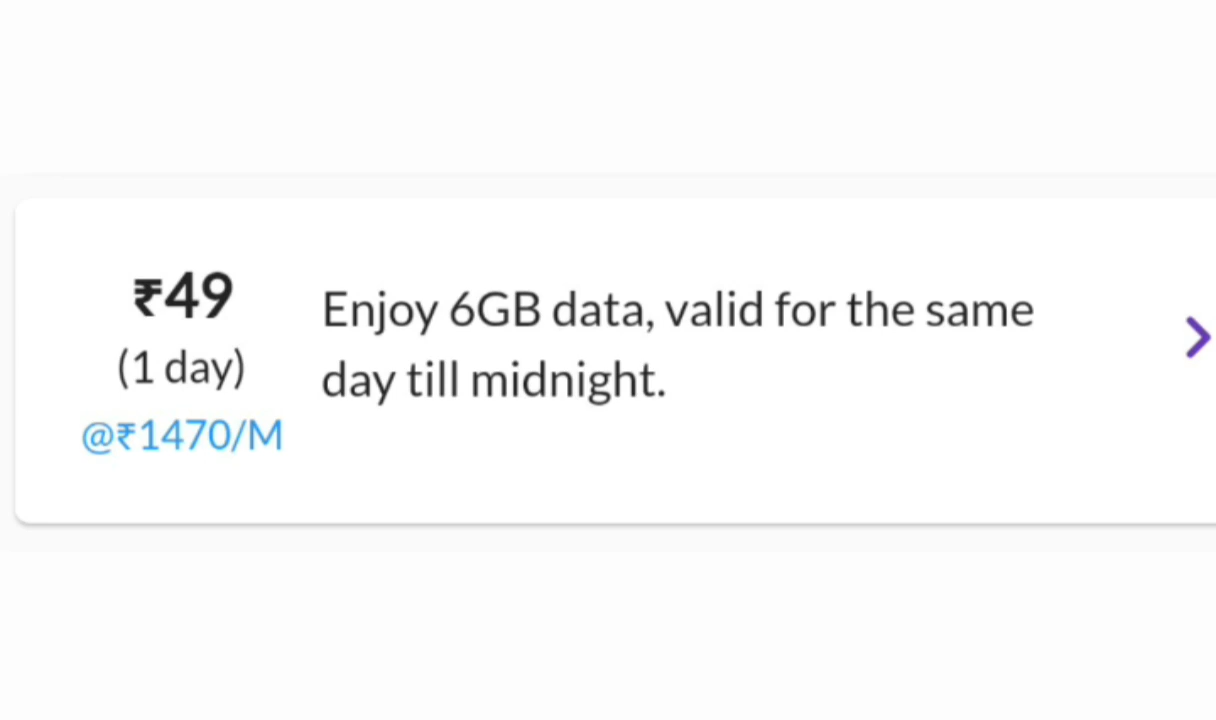 ₹49
(1 day)
@₹1470/M
Enjoy 6GB data, valid for the same
day till midnight.